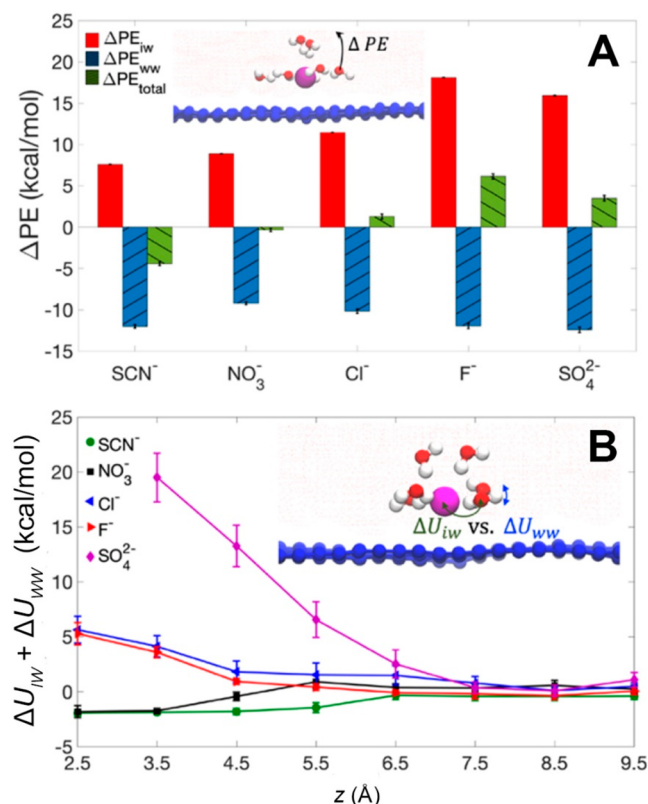 A
ΔPE_iw
ΔPE_ww
ΔPE_total
Δ PE
ΔPE (kcal/mol)
25
20
15
10
5
0
-5
-10
-15
SCN⁻
NO₃⁻
Cl⁻
F⁻
SO₄²⁻
B
SCN⁻
NO₃⁻
Cl⁻
F⁻
SO₄²⁻
ΔU_iw vs. ΔU_ww
ΔU_iw + ΔU_ww (kcal/mol)
25
20
15
10
5
0
-5
2.5 3.5 4.5 5.5 6.5 7.5 8.5 9.5
z (Å)